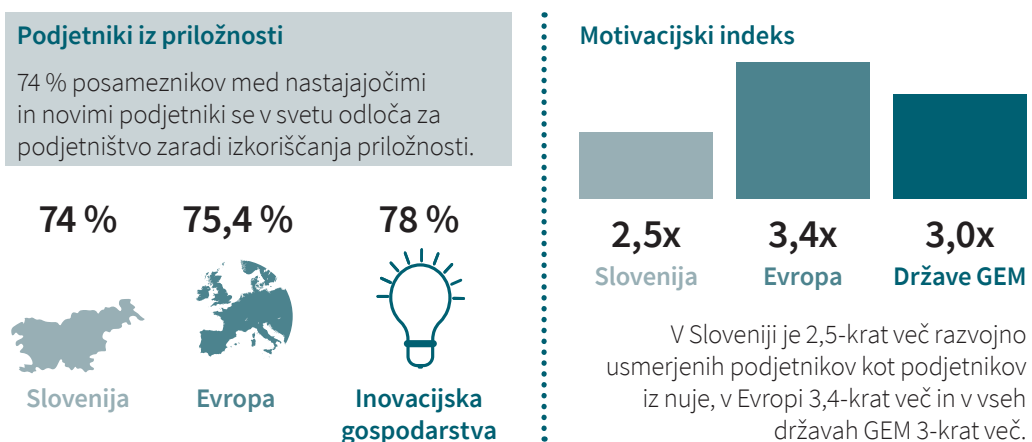 Podjetniki iz priložnosti
74 % posameznikov med nastajajočimi
in novimi podjetniki se v svetu odloča za
podjetništvo zaradi izkoriščanja priložnosti.
74 %
75,4 %
78 %
Slovenija
Evropa
Inovacijska
gospodarstva
Motivacijski indeks
2,5x
3,4x
3,0x
Slovenija
Evropa
Države GEM
V Sloveniji je 2,5-krat več razvojno
usmerjenih podjetnikov kot podjetnikov
iz nuje, v Evropi 3,4-krat več in v vseh
državah GEM 3-krat več.